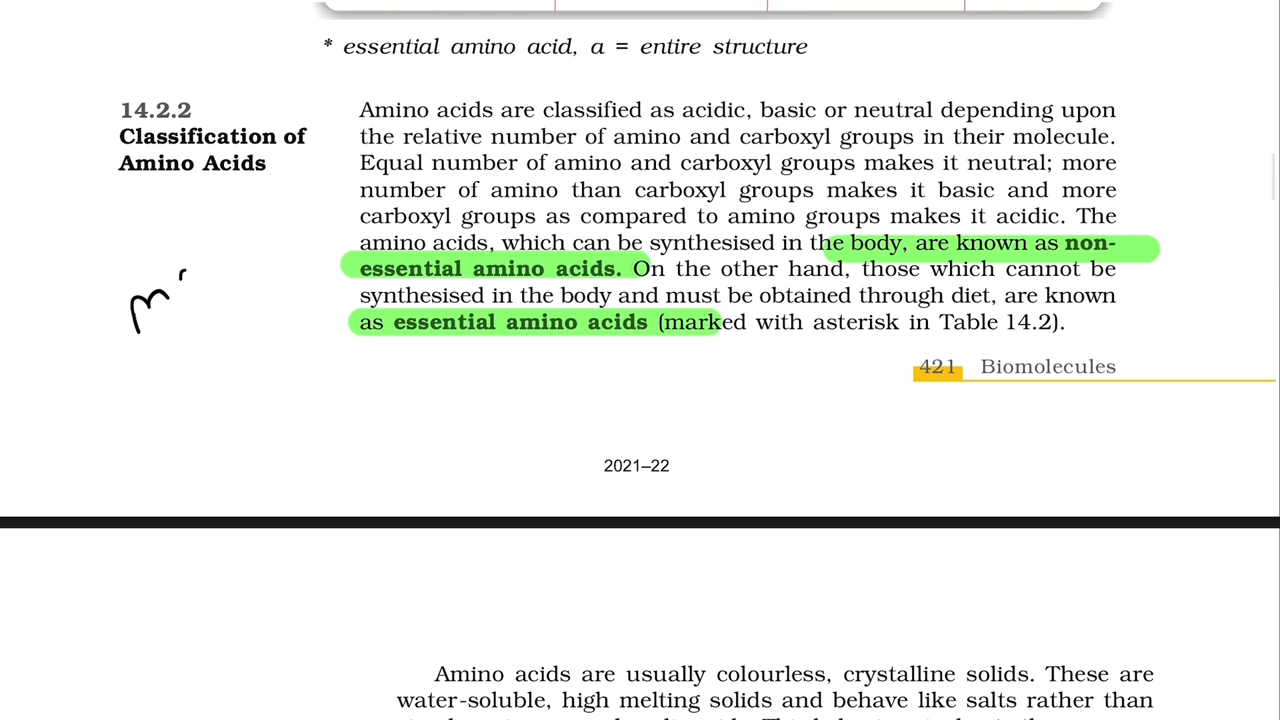 * essential amino acid, a = entire structure
14.2.2
Classification of
Amino Acids
Amino acids are classified as acidic, basic or neutral depending upon
the relative number of amino and carboxyl groups in their molecule.
Equal number of amino and carboxyl groups makes it neutral; more
number of amino than carboxyl groups makes it basic and more
carboxyl groups as compared to amino groups makes it acidic. The
amino acids, which can be synthesised in the body, are known as non-
essential amino acids. On the other hand, those which cannot be
synthesised in the body and must be obtained through diet, are known
as essential amino acids (marked with asterisk in Table 14.2).
421 Biomolecules
2021–22
Amino acids are usually colourless, crystalline solids. These are
water-soluble, high melting solids and behave like salts rather than